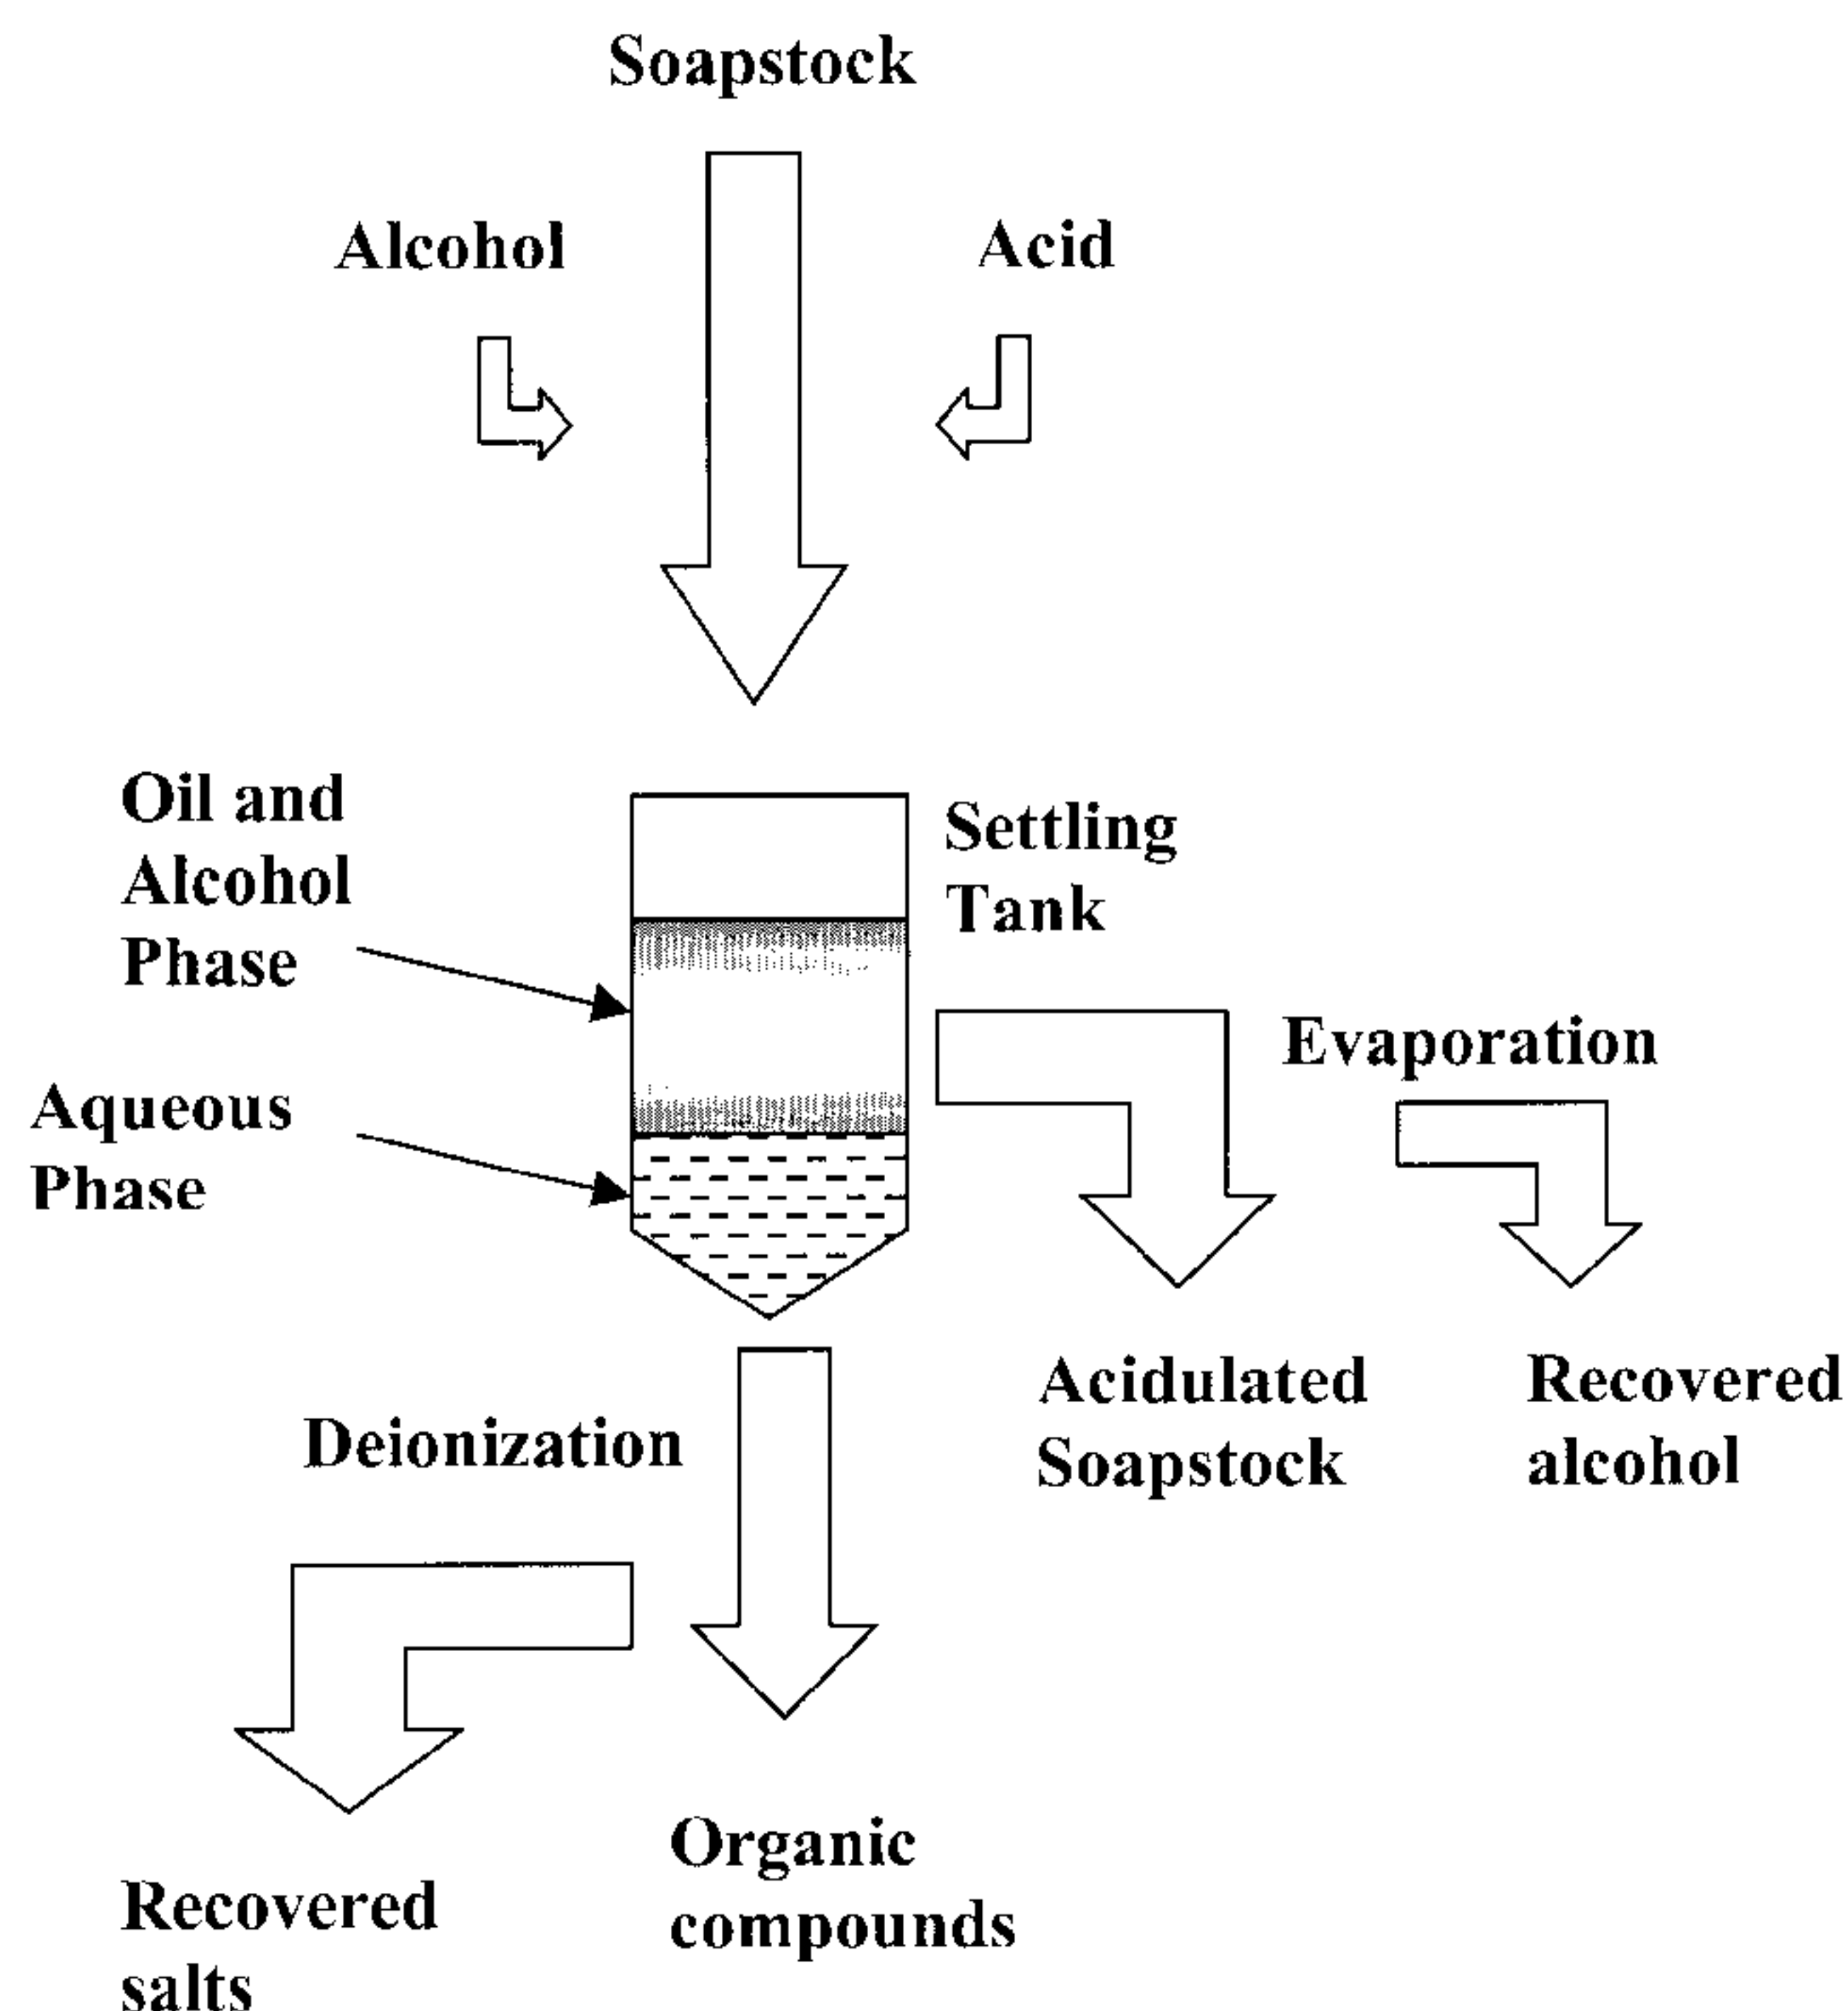 Soapstock
Alcohol
Acid
Oil and
Alcohol
Phase
Settling
Tank
Aqueous
Phase
Evaporation
Acidulated
Soapstock
Recovered
alcohol
Deionization
Organic
compounds
Recovered
salts